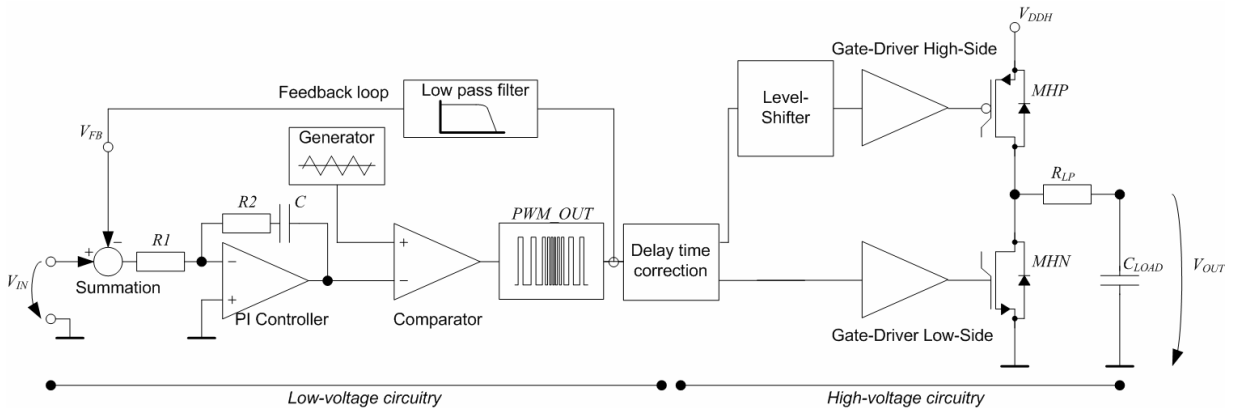 V_DDH
Gate-Driver High-Side
Feedback loop
Low pass filter
Level-
Shifter
MHP
V_FB
Generator
R_LP
R2
C
PWM_OUT
R1
+
−
−
+
+
−
Delay time
correction
V_IN
Summation
PI Controller
Comparator
MHN
C_LOAD
V_OUT
Gate-Driver Low-Side
Low-voltage circuitry
High-voltage circuitry